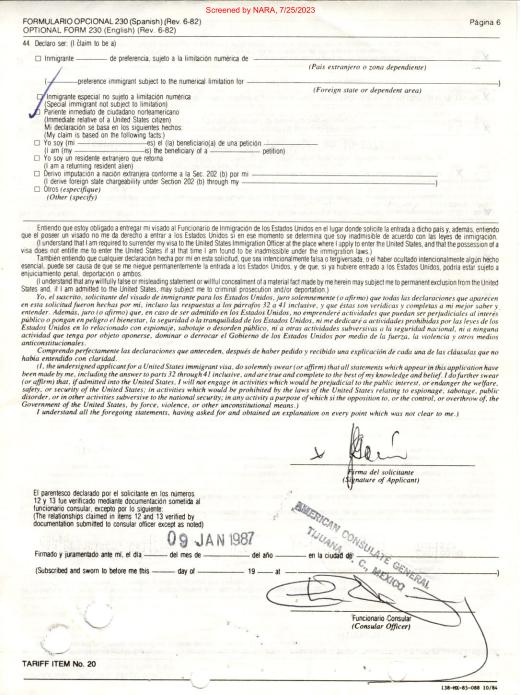 Screened by NARA, 7/25/2023
FORMULARIO OPCIONAL 230 (Spanish) (Rev. 6-82)
OPTIONAL FORM 230 (English) (Rev. 6-82)
Página 6
44. Declaro ser: (I claim to be a)
Inmigrante ——— de preferencia, sujeto a la limitación numérica de ———
(País extranjero o zona dependiente)
(———preference immigrant subject to the numerical limitation for ———)
(Foreign state or dependent area)
Inmigrante especial no sujeto a limitación numérica
(Special immigrant not subject to limitation)
Pariente inmediato de ciudadano norteamericano
(Immediate relative of a United States citizen)
Mi declaración se basa en los siguientes hechos:
(My claim is based on the following facts:)
Yo soy (mi ———es) el (la) beneficiario(a) de una petición ———
(I am (my ———is) the beneficiary of a ——— petition)
Yo soy un residente extranjero que retorna
(I am a returning resident alien)
Derivo imputación a nación extranjera conforme a la Sec. 202 (b) por mi ———
(I derive foreign state chargeability under Section 202 (b) through my ———)
Otros (especifique)
(Other (specify)
Entiendo que estoy obligado a entregar mi visado al Funcionario de Inmigración de los Estados Unidos en el lugar donde solicite la entrada a dicho país y, además, entiendo
que el poseer un visado no me da derecho a entrar a los Estados Unidos si en ese momento se determina que soy inadmisible de acuerdo con las leyes de inmigración.
(I understand that I am required to surrender my visa to the United States Immigration Officer at the place where I apply to enter the United States, and that the possession of a
visa does not entitle me to enter the United States if at that time I am found to be inadmissible under the immigration laws.)
También entiendo que cualquier declaración hecha por mí en esta solicitud, que sea intencionalmente falsa o tergiversada, o el haber ocultado intencionalmente algún hecho
esencial, puede ser causa de que se me niegue permanentemente la entrada a los Estados Unidos, y de que, si ya hubiere entrado a los Estados Unidos, podría estar sujeto a
enjuiciamiento penal, deportación o ambos.
(I understand that any willfully false or misleading statement or willful concealment of a material fact made by me herein may subject me to permanent exclusion from the United
States and, if I am admitted to the United States, may subject me to criminal prosecution and/or deportation.)
Yo, el suscrito, solicitante del visado de inmigrante para los Estados Unidos, juro solemnemente (o afirmo) que todas las declaraciones que aparecen
en esta solicitud fueron hechas por mí, incluso las respuestas a los párrafos 32 a 41 inclusive, y que éstas son verídicas y completas a mi mejor saber y
entender. Además, juro (o afirmo) que, en caso de ser admitido en los Estados Unidos, no emprenderé actividades que puedan ser perjudiciales al interés
público o pongan en peligro el bienestar, la seguridad o la tranquilidad de los Estados Unidos, ni me dedicaré a actividades prohibidas por las leyes de los
Estados Unidos en lo relacionado con espionaje, sabotaje o desorden público, ni a otras actividades subversivas a la seguridad nacional, ni a ninguna
actividad que tenga por objeto oponerse, dominar o derrocar el Gobierno de los Estados Unidos por medio de la fuerza, la violencia u otros medios
anticonstitucionales.
Comprendo perfectamente las declaraciones que anteceden, después de haber pedido y recibido una explicación de cada una de las cláusulas que no
había entendido con claridad.
(I, the undersigned applicant for a United States immigrant visa, do solemnly swear (or affirm) that all statements which appear in this application have
been made by me, including the answer to parts 32 through 41 inclusive, and are true and complete to the best of my knowledge and belief. I do further swear
(or affirm) that, if admitted into the United States, I will not engage in activities which would be prejudicial to the public interest, or endanger the welfare,
safety, or security of the United States; in activities which would be prohibited by the laws of the United States relating to espionage, sabotage, public
disorder, or in other activities subversive to the national security; in any activity a purpose of which si the opposition to, or the control, or overthrow of, the
Government of the United States, by force, violence, or other unconstitutional means.)
I understand all the foregoing statements, having asked for and obtained an explanation on every point which was not clear to me.)
x
Firma del solicitante
(Signature of Applicant)
El parentesco declarado por el solicitante en los números
12 y 13 fue verificado mediante documentación sometida al
funcionario consular, excepto por lo siguiente:
(The relationships claimed in items 12 and 13 verified by
documentation submitted to consular officer except as noted)
09 JAN 1987
AMERICAN CONSULATE GENERAL
TIJUANA, B. C., MEXICO
Firmado y juramentado ante mí, el día ——— del mes de ——— del año ——— en la ciudad de ———
(Subscribed and sworn to before me this ——— day of ——— 19 — at ———)
Funcionario Consular
(Consular Officer)
TARIFF ITEM No. 20
138-MX-83-088 10/84